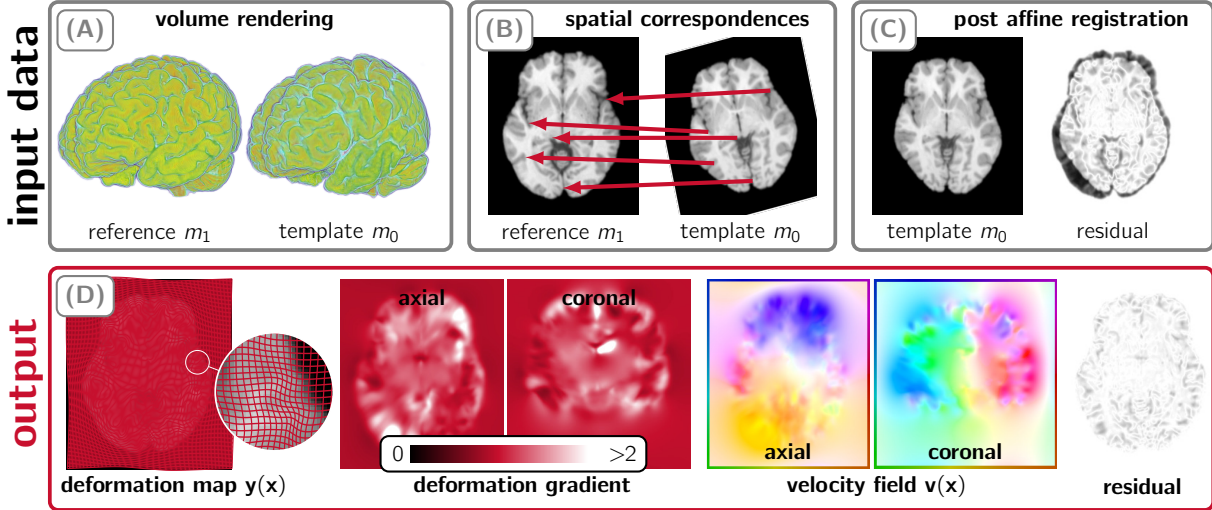 input data
(A)
volume rendering
reference m₁
template m₀
(B)
spatial correspondences
reference m₁
template m₀
(C)
post affine registration
template m₀
residual
output
(D)
deformation map y(x)
axial
coronal
0
>2
deformation gradient
axial
coronal
velocity field v(x)
residual